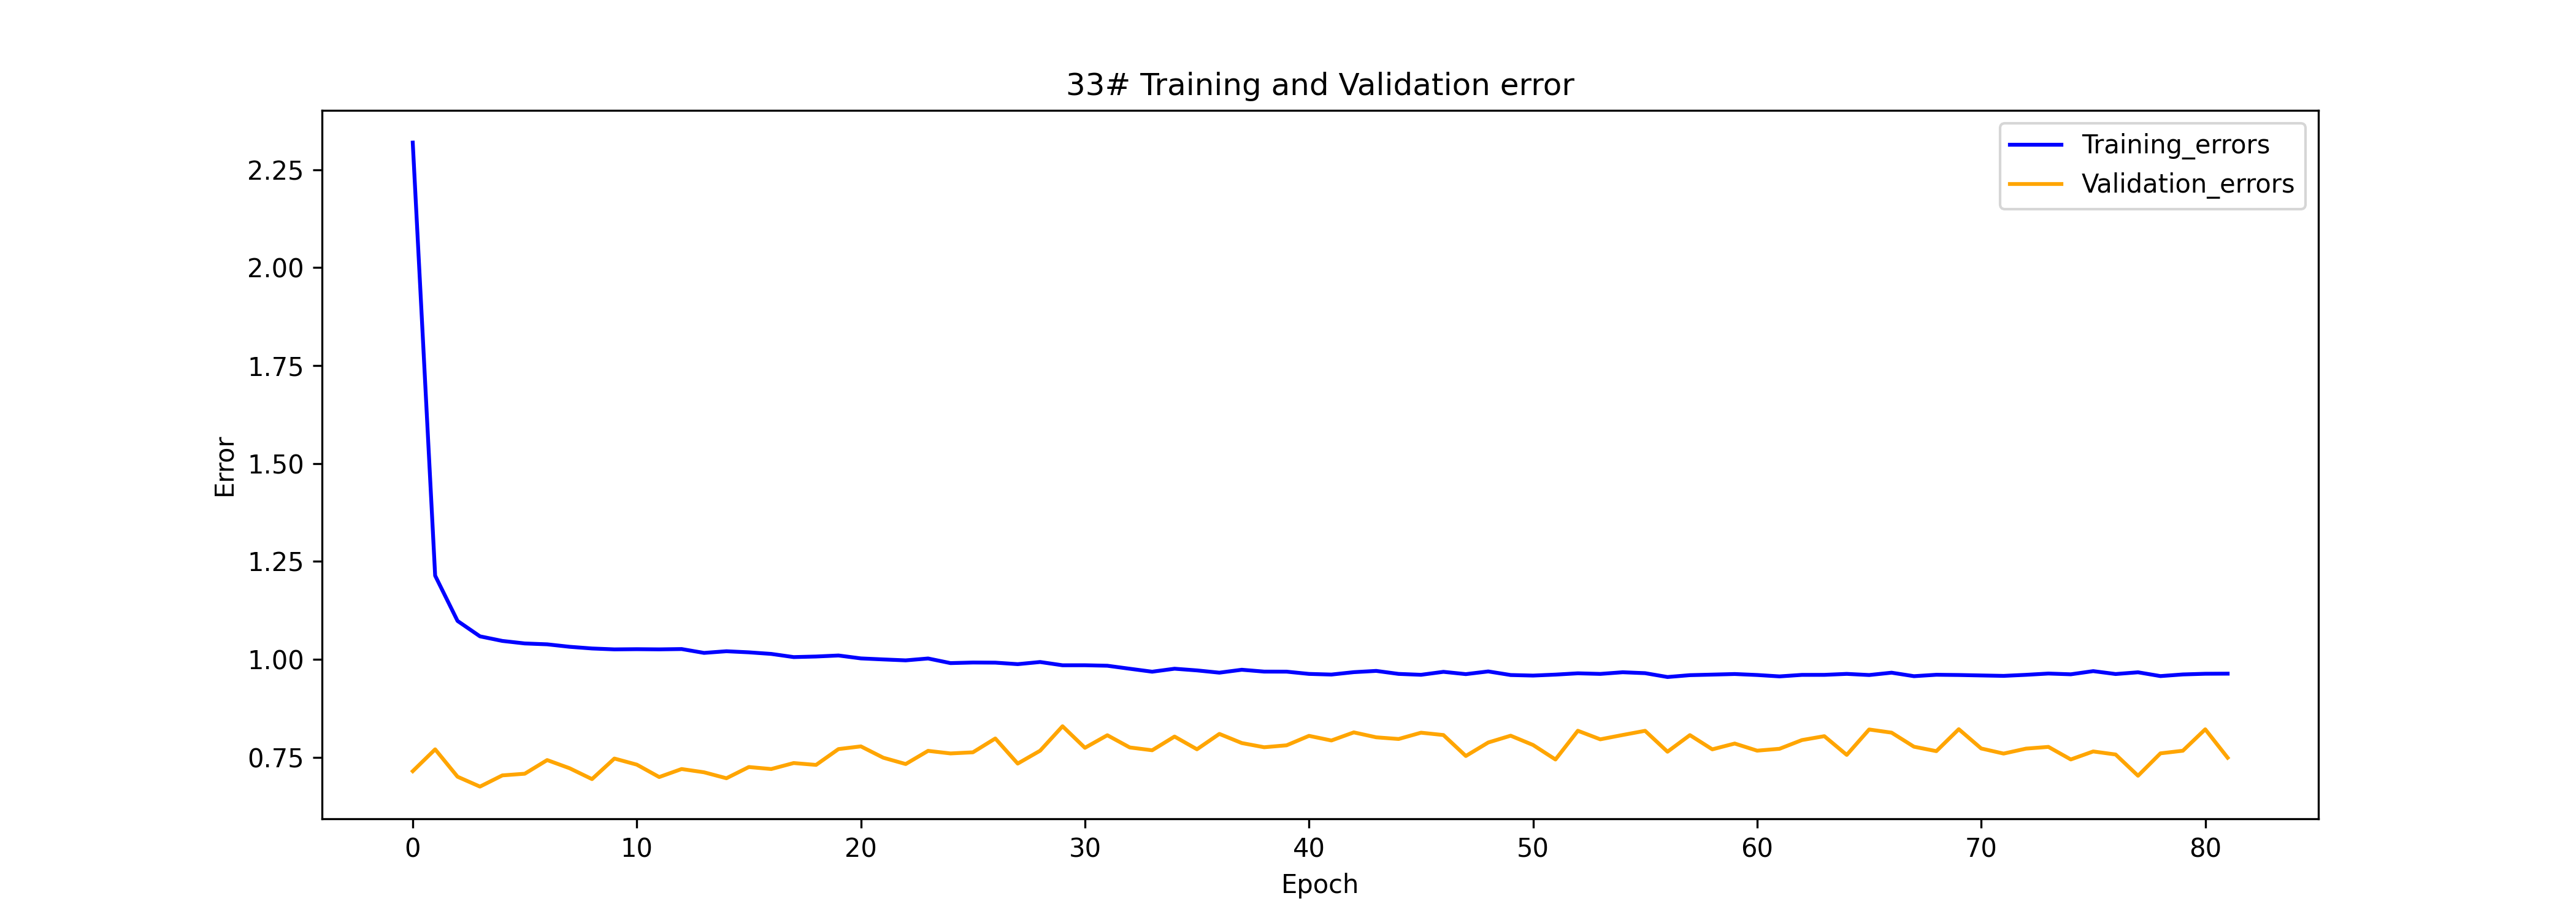 33# Training and Validation error
Training_errors
Validation_errors
2.25
2.00
1.75
1.50
1.25
1.00
0.75
Error
0 10 20 30 40 50 60 70 80
Epoch